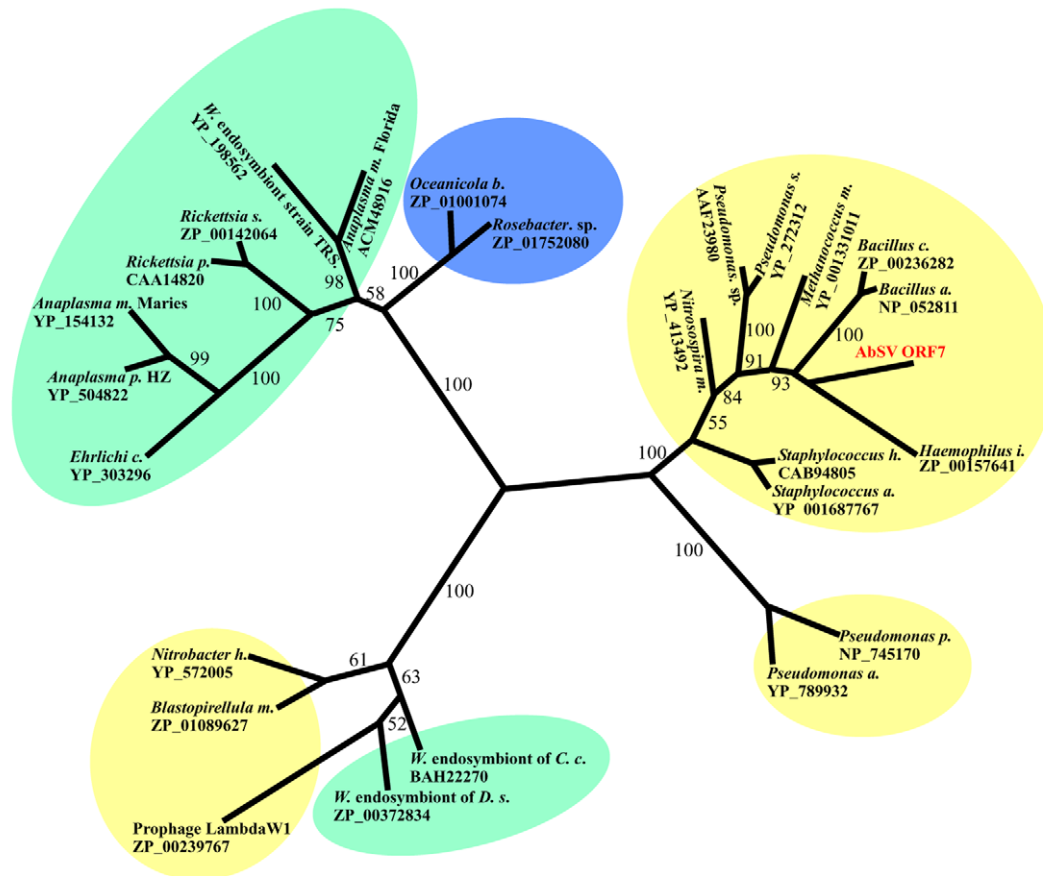 W. endosymbiont strain TRS.
YP_198562
Anaplasma m. Florida
ACM48916
Rickettsia s.
ZP_00142064
Rickettsia p.
CAA14820
Anaplasma m. Maries
YP_154132
Anaplasma p. HZ
YP_504822
Ehrlichi c.
YP_303296
98
58
75
100
99
100
Oceanicola b.
ZP_01001074
Rosebacter. sp.
ZP_01752080
100
100
Nitrosospira m.
YP_413492
Pseudomonas. sp.
AAF23980
Pseudomonas s.
YP_272312
Methanococcus m.
YP_001331011
Bacillus c.
ZP_00236282
Bacillus a.
NP_052811
AbSV ORF7
Haemophilus i.
ZP_00157641
Staphylococcus h.
CAB94805
Staphylococcus a.
YP_001687767
100
100
91
93
84
55
100
100
Pseudomonas p.
NP_745170
Pseudomonas a.
YP_789932
100
Nitrobacter h.
YP_572005
Blastopirellula m.
ZP_01089627
61
63
52
W. endosymbiont of C. c.
BAH22270
W. endosymbiont of D. s.
ZP_00372834
Prophage LambdaW1
ZP_00239767